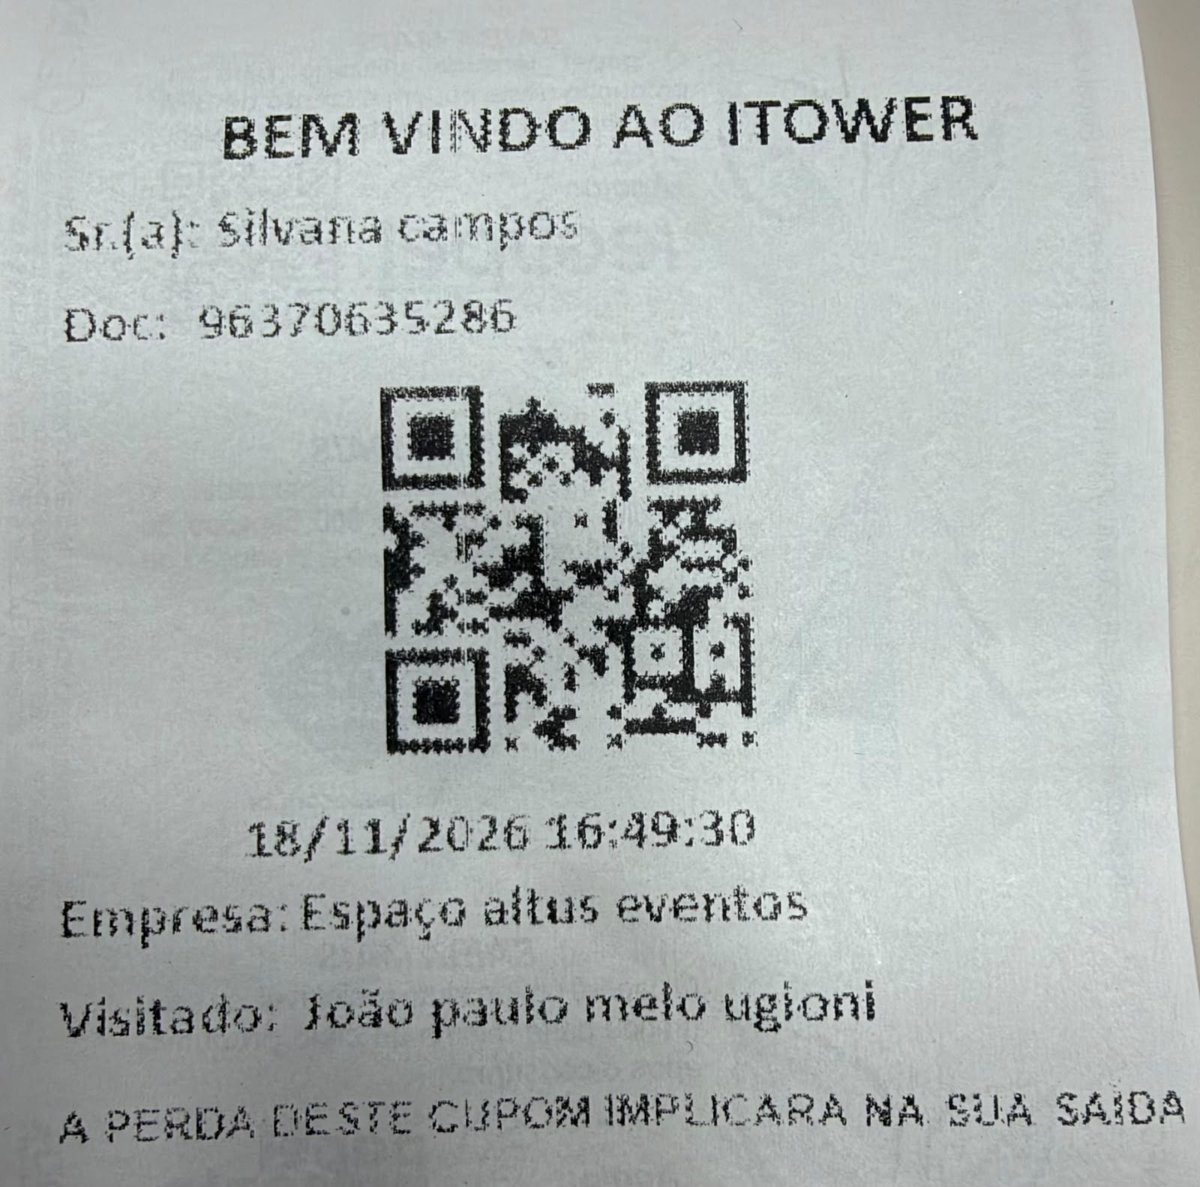 BEM VINDO AO ITOWER
Sr.(a): silvana campos
Doc: 96370635286
18/11/2026 16:49:30
Empresa: Espaço altus eventos
Visitado: João paulo melo ugioni
A PERDA DESTE CUPOM IMPLICARA NA SUA SAIDA